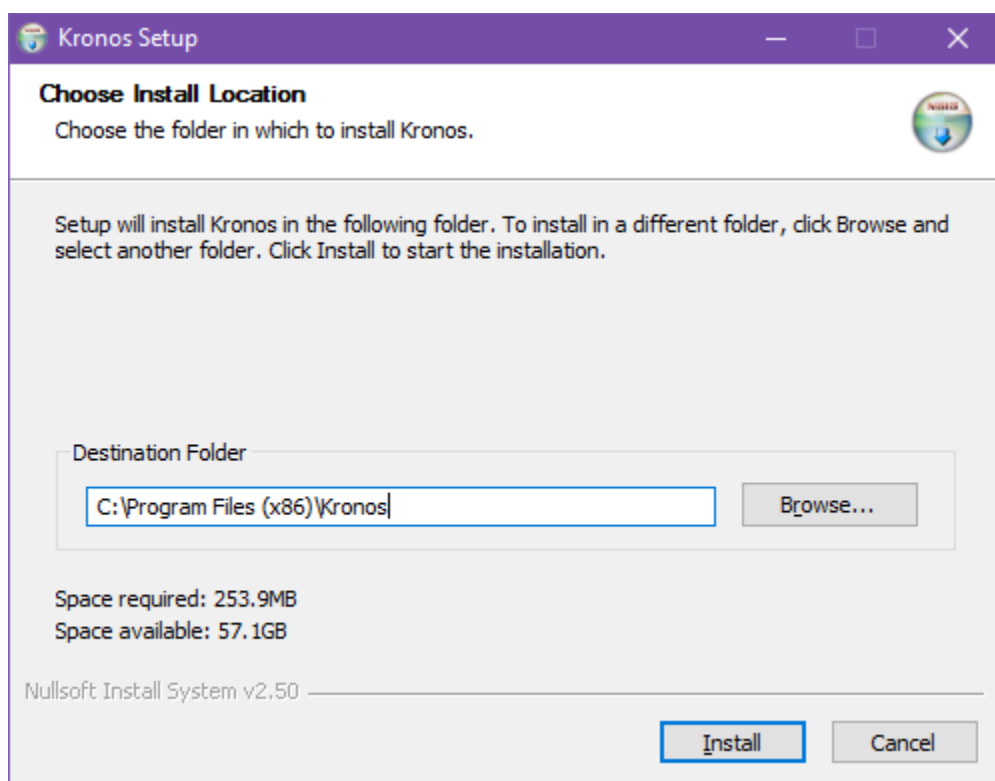 Kronos Setup
Choose Install Location
Choose the folder in which to install Kronos.
NSIS
Setup will install Kronos in the following folder. To install in a different folder, click Browse and
select another folder. Click Install to start the installation.
Destination Folder
C:\Program Files (x86)\Kronos
Browse...
Space required: 253.9MB
Space available: 57.1GB
Nullsoft Install System v2.50
Install
Cancel